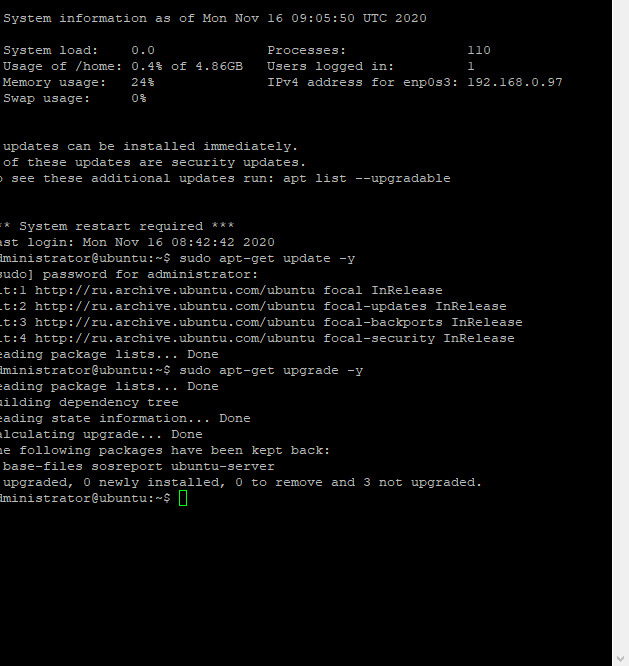 System information as of Mon Nov 16 09:05:50 UTC 2020
System load: 0.0 Processes: 110
Usage of /home: 0.4% of 4.86GB Users logged in: 1
Memory usage: 24% IPv4 address for enp0s3: 192.168.0.97
Swap usage: 0%
updates can be installed immediately.
of these updates are security updates.
o see these additional updates run: apt list --upgradable
** System restart required ***
ast login: Mon Nov 16 08:42:42 2020
dministrator@ubuntu:~$ sudo apt-get update -y
sudo] password for administrator:
it:1 http://ru.archive.ubuntu.com/ubuntu focal InRelease
it:2 http://ru.archive.ubuntu.com/ubuntu focal-updates InRelease
it:3 http://ru.archive.ubuntu.com/ubuntu focal-backports InRelease
it:4 http://ru.archive.ubuntu.com/ubuntu focal-security InRelease
eading package lists... Done
dministrator@ubuntu:~$ sudo apt-get upgrade -y
eading package lists... Done
uilding dependency tree
eading state information... Done
alculating upgrade... Done
he following packages have been kept back:
base-files sosreport ubuntu-server
upgraded, 0 newly installed, 0 to remove and 3 not upgraded.
dministrator@ubuntu:~$